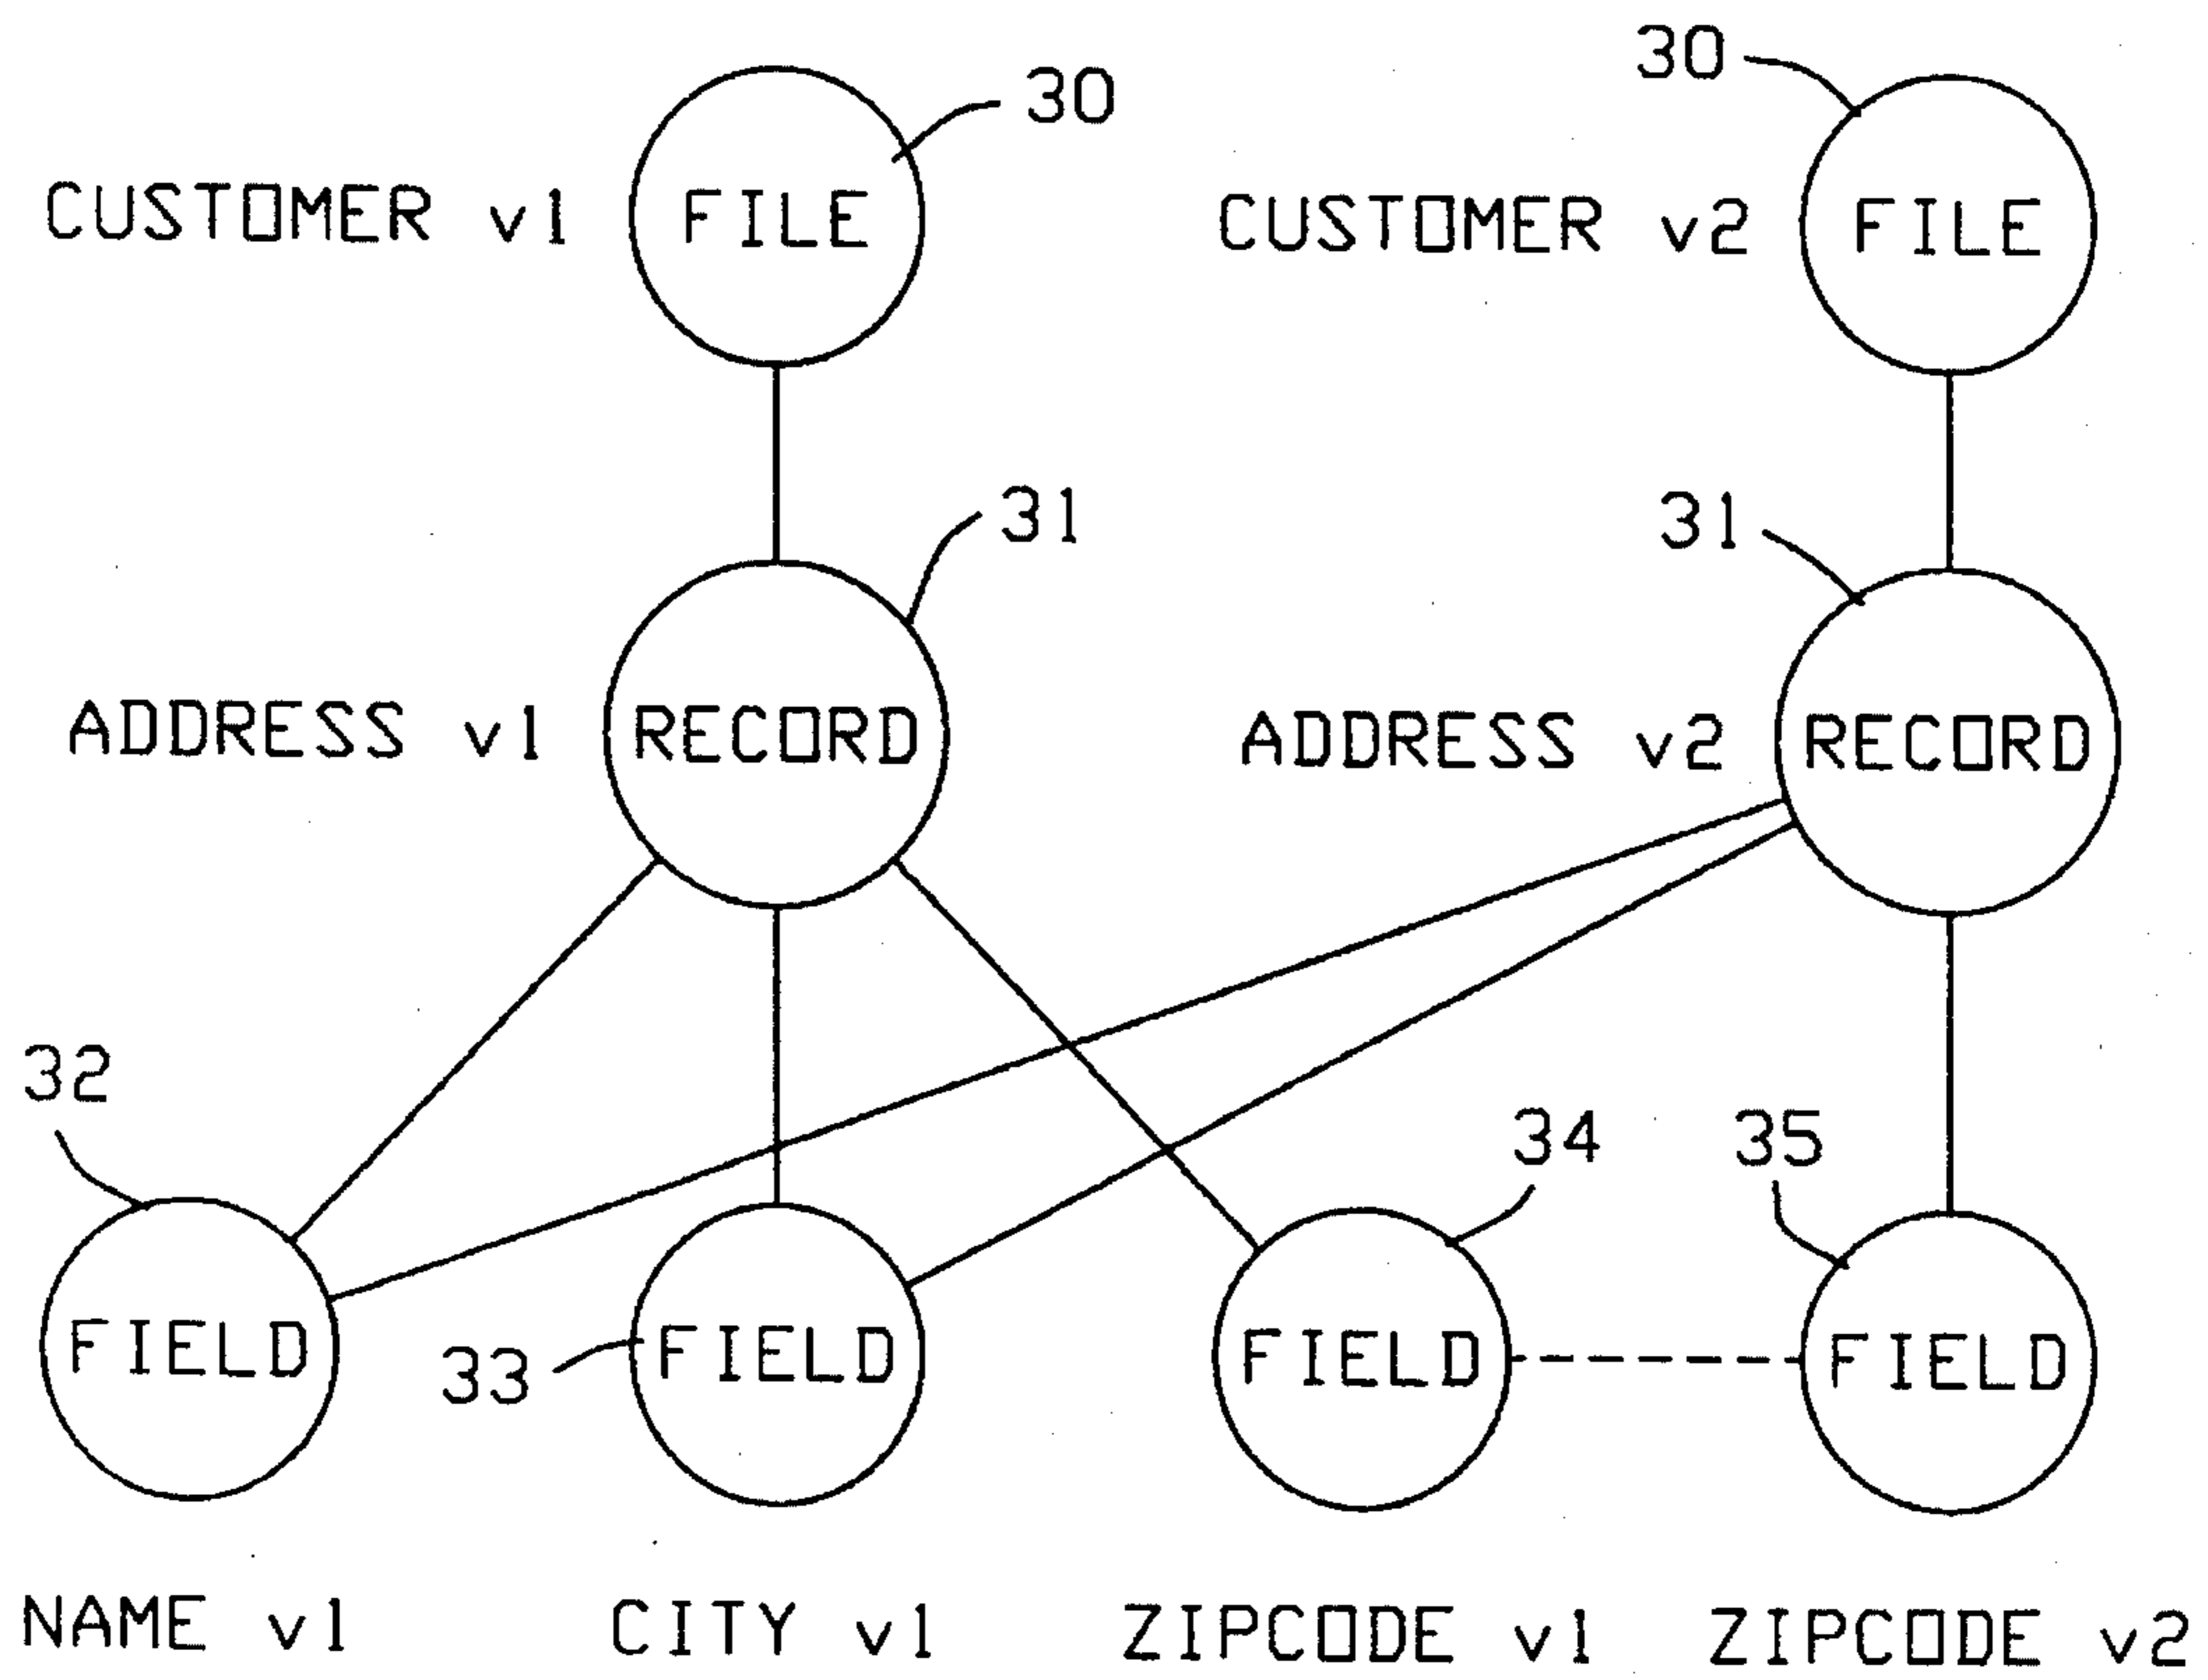 30
30
CUSTOMER v1
FILE
CUSTOMER v2
FILE
31
31
ADDRESS v1
RECORD
ADDRESS v2
RECORD
32
34
35
FIELD
33
FIELD
FIELD
FIELD
NAME v1
CITY v1
ZIPCODE v1
ZIPCODE v2